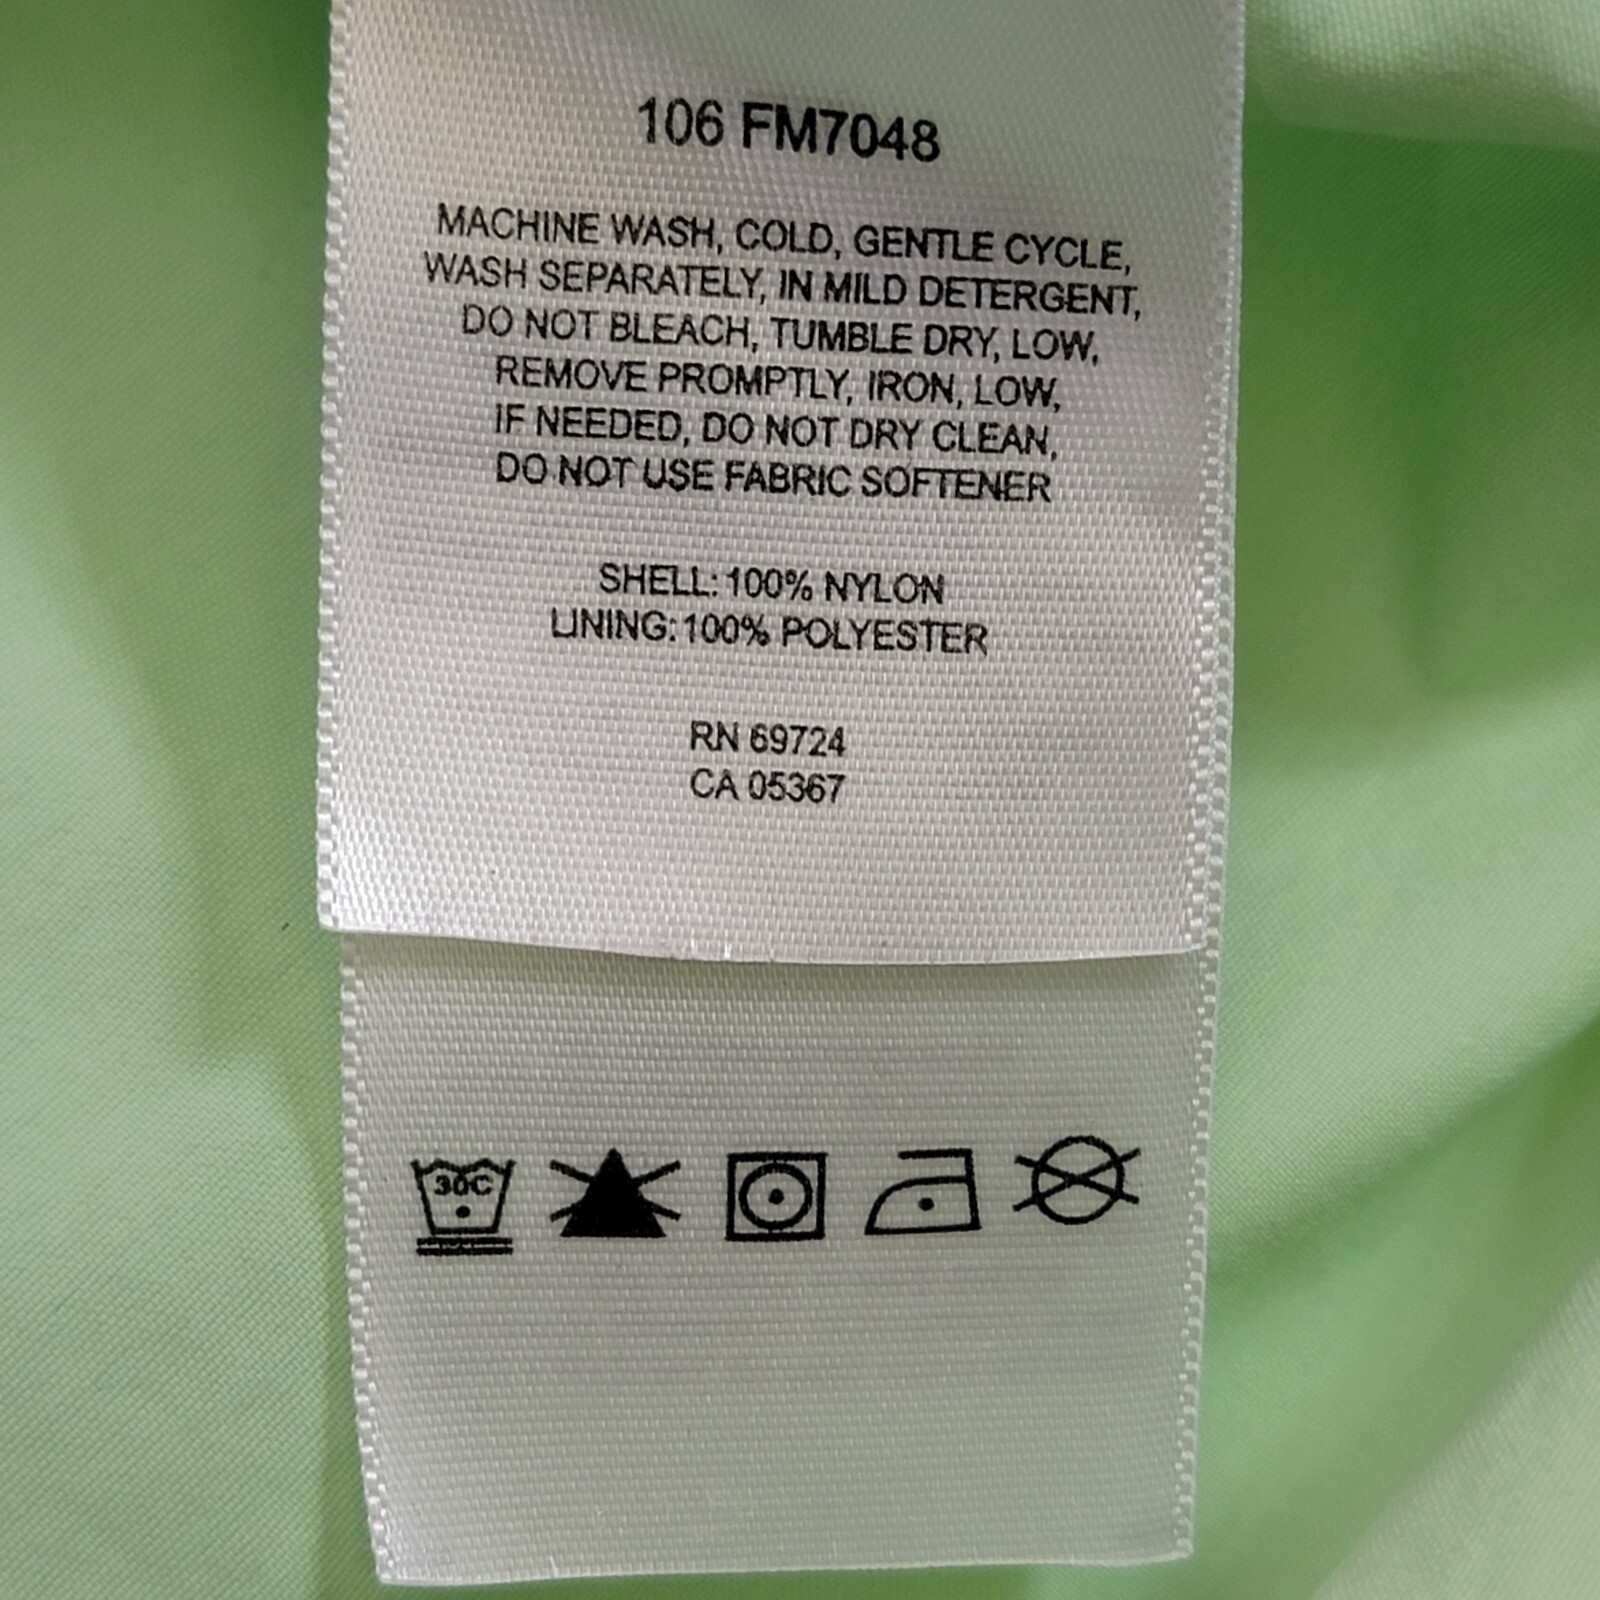 106 FM7048
MACHINE WASH, COLD, GENTLE CYCLE,
WASH SEPARATELY, IN MILD DETERGENT,
DO NOT BLEACH, TUMBLE DRY, LOW,
REMOVE PROMPTLY, IRON, LOW,
IF NEEDED, DO NOT DRY CLEAN,
DO NOT USE FABRIC SOFTENER
SHELL: 100% NYLON
LINING: 100% POLYESTER
RN 69724
CA 05367
30C